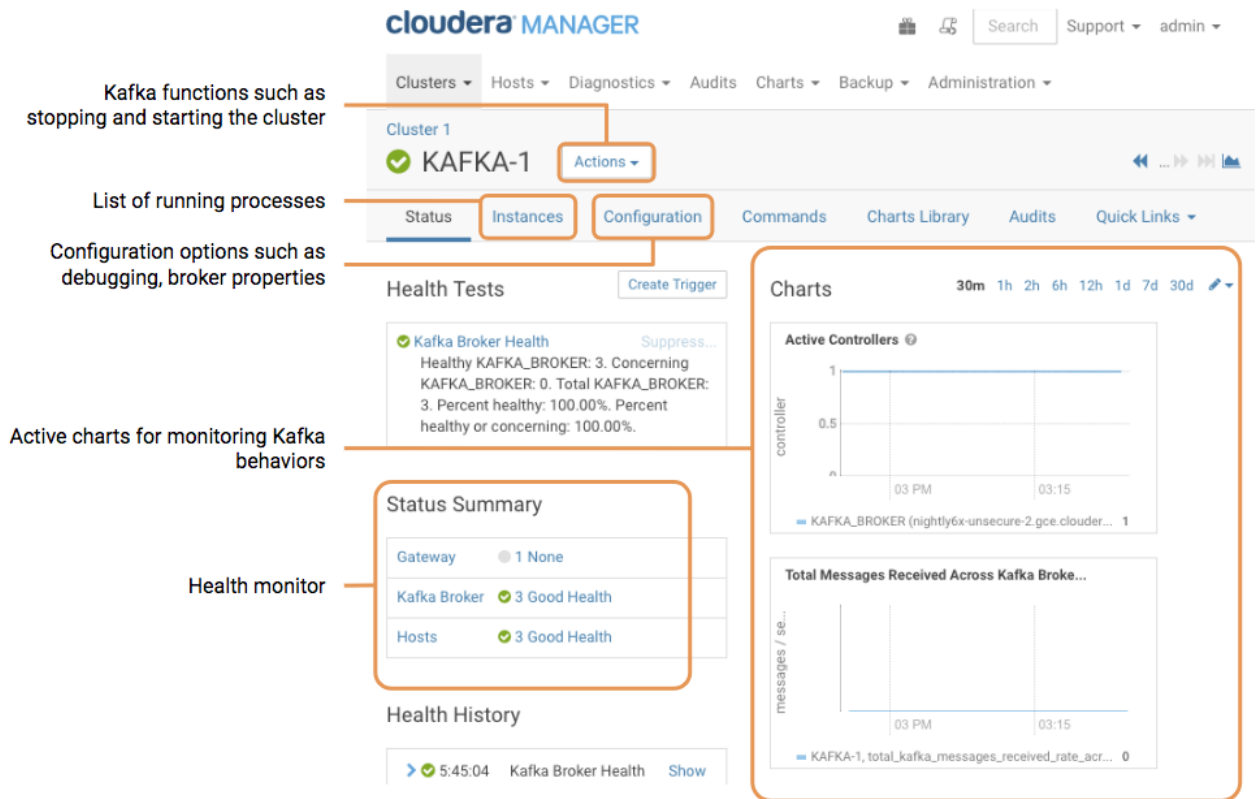 cloudera MANAGER
Search
Support
admin
Clusters
Hosts
Diagnostics
Audits
Charts
Backup
Administration
Kafka functions such as
stopping and starting the cluster
Cluster 1
KAFKA-1
Actions
...
List of running processes
Status
Instances
Configuration
Commands
Charts Library
Audits
Quick Links
Configuration options such as
debugging, broker properties
Health Tests
Create Trigger
Kafka Broker Health
Suppress...
Healthy KAFKA_BROKER: 3. Concerning
KAFKA_BROKER: 0. Total KAFKA_BROKER:
3. Percent healthy: 100.00%. Percent
healthy or concerning: 100.00%.
Charts
30m 1h 2h 6h 12h 1d 7d 30d
Active Controllers
controller
1
0.5
0
03 PM
03:15
KAFKA_BROKER (nightly6x-unsecure-2.gce.clouder... 1
Active charts for monitoring Kafka
behaviors
Status Summary
Gateway 1 None
Kafka Broker 3 Good Health
Hosts 3 Good Health
Health monitor
Total Messages Received Across Kafka Broke...
messages / se...
03 PM
03:15
KAFKA-1, total_kafka_messages_received_rate_acr... 0
Health History
5:45:04 Kafka Broker Health Show